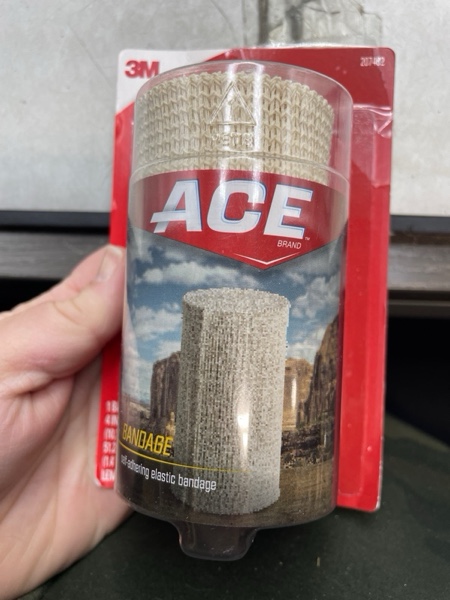 3M
207462
ACE
BRAND
BANDAGE
self-adhering elastic bandage